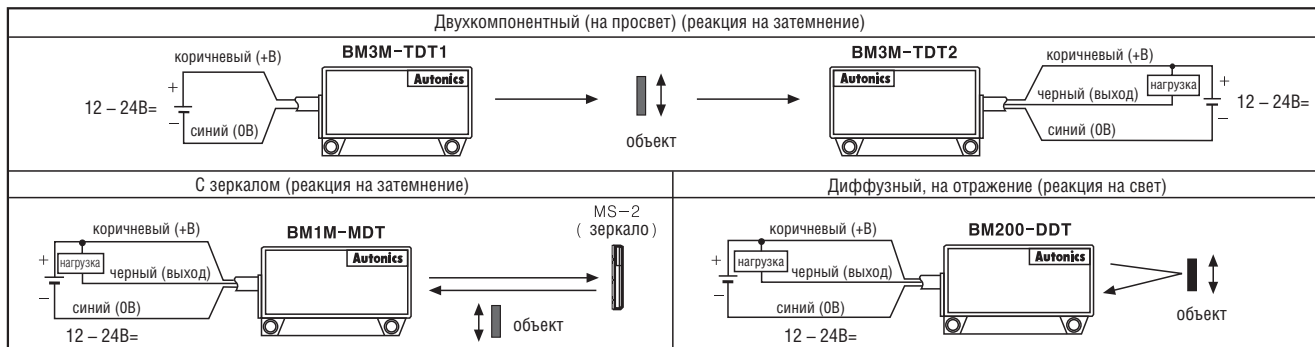 Двухкомпонентный (на просвет) (реакция на затемнение)
коричневый (+В)
BM3M-TDT1
BM3M-TDT2
коричневый (+В)
+
Autonics
Autonics
нагрузка
+
12 – 24В=
черный (выход)
12 – 24В=
–
–
синий (0В)
объект
синий (0В)
С зеркалом (реакция на затемнение)
Диффузный, на отражение (реакция на свет)
коричневый (+В)
BM1M-MDT
MS-2
( зеркало )
+
нагрузка
Autonics
черный (выход)
–
синий (0В)
объект
12 – 24В=
коричневый (+В)
BM200-DDT
+
нагрузка
Autonics
черный (выход)
–
синий (0В)
объект
12 – 24В=